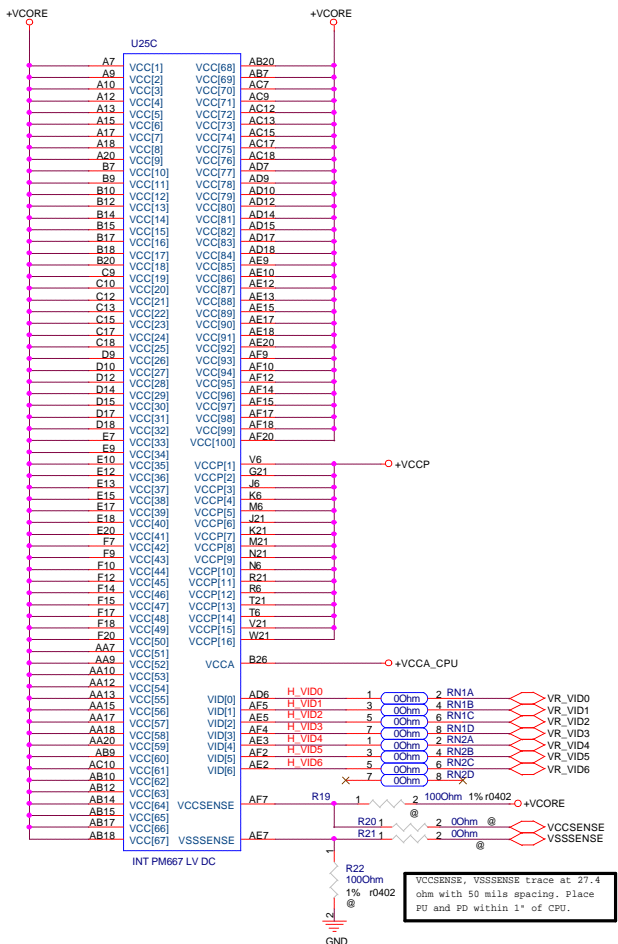 +VCORE +VCORE
U25C
A7 VCC[1] VCC[68] AB20
A9 VCC[2] VCC[69] AB7
A10 VCC[3] VCC[70] AC7
A12 VCC[4] VCC[71] AC9
A13 VCC[5] VCC[72] AC12
A15 VCC[6] VCC[73] AC13
A17 VCC[7] VCC[74] AC15
A18 VCC[8] VCC[75] AC17
A20 VCC[9] VCC[76] AC18
B7 VCC[10] VCC[77] AD7
B9 VCC[11] VCC[78] AD9
B10 VCC[12] VCC[79] AD10
B12 VCC[13] VCC[80] AD12
B14 VCC[14] VCC[81] AD14
B15 VCC[15] VCC[82] AD15
B17 VCC[16] VCC[83] AD17
B18 VCC[17] VCC[84] AD18
B20 VCC[18] VCC[85] AE9
C9 VCC[19] VCC[86] AE10
C10 VCC[20] VCC[87] AE12
C12 VCC[21] VCC[88] AE13
C13 VCC[22] VCC[89] AE15
C15 VCC[23] VCC[90] AE17
C17 VCC[24] VCC[91] AE18
C18 VCC[25] VCC[92] AE20
D9 VCC[26] VCC[93] AF9
D10 VCC[27] VCC[94] AF10
D12 VCC[28] VCC[95] AF12
D14 VCC[29] VCC[96] AF14
D15 VCC[30] VCC[97] AF15
D17 VCC[31] VCC[98] AF17
D18 VCC[32] VCC[99] AF18
E7 VCC[33] VCC[100] AF20
E9 VCC[34]
E10 VCC[35] VCCP[1] V6 +VCCP
E12 VCC[36] VCCP[2] G21
E13 VCC[37] VCCP[3] J6
E15 VCC[38] VCCP[4] K6
E17 VCC[39] VCCP[5] M6
E18 VCC[40] VCCP[6] J21
E20 VCC[41] VCCP[7] K21
F7 VCC[42] VCCP[8] M21
F9 VCC[43] VCCP[9] N21
F10 VCC[44] VCCP[10] N6
F12 VCC[45] VCCP[11] R21
F14 VCC[46] VCCP[12] R6
F15 VCC[47] VCCP[13] T21
F17 VCC[48] VCCP[14] T6
F18 VCC[49] VCCP[15] V21
F20 VCC[50] VCCP[16] W21
AA7 VCC[51]
AA9 VCC[52] VCCA B26 +VCCA_CPU
AA10 VCC[53]
AA12 VCC[54]
AA13 VCC[55] VID[0] AD6 H_VID0 1 0Ohm 2 RN1A VR_VID0
AA15 VCC[56] VID[1] AF5 H_VID1 3 0Ohm 4 RN1B VR_VID1
AA17 VCC[57] VID[2] AE5 H_VID2 5 0Ohm 6 RN1C VR_VID2
AA18 VCC[58] VID[3] AF4 H_VID3 7 0Ohm 8 RN1D VR_VID3
AA20 VCC[59] VID[4] AE3 H_VID4 1 0Ohm 2 RN2A VR_VID4
AB9 VCC[60] VID[5] AF2 H_VID5 3 0Ohm 4 RN2B VR_VID5
AC10 VCC[61] VID[6] AE2 H_VID6 5 0Ohm 6 RN2C VR_VID6
AB10 VCC[62] 7 0Ohm 8 RN2D
AB12 VCC[63]
AB14 VCC[64] VCCSENSE AF7 R19 1 2 100Ohm 1% r0402 +VCORE
@
AB15 VCC[65]
AB17 VCC[66] R20 1 2 0Ohm @ VCCSENSE
AB18 VCC[67] VSSSENSE AE7 R21 1 2 0Ohm VSSSENSE
@
INT PM667 LV DC
1
R22
100Ohm
1% r0402
@
2
GND
VCCSENSE, VSSSENSE trace at 27.4
ohm with 50 mils spacing. Place
PU and PD within 1" of CPU.